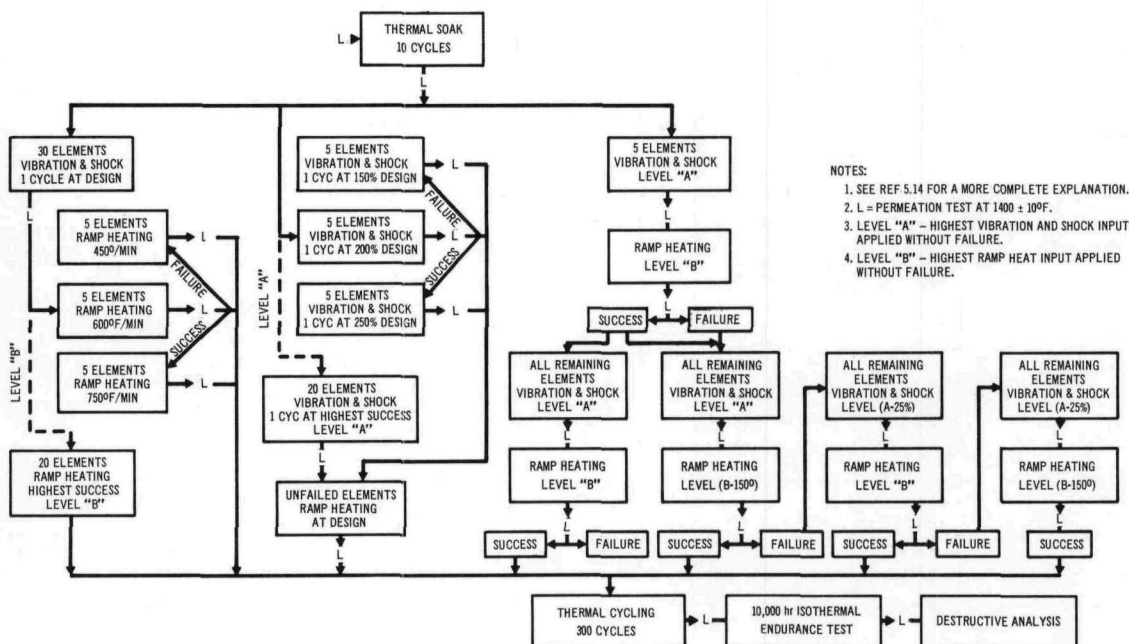 L
THERMAL SOAK
10 CYCLES
L
30 ELEMENTS
VIBRATION & SHOCK
1 CYCLE AT DESIGN
L
5 ELEMENTS
RAMP HEATING
450º/MIN
L
FAILURE
5 ELEMENTS
RAMP HEATING
600ºF/MIN
L
SUCCESS
5 ELEMENTS
RAMP HEATING
750ºF/MIN
L
LEVEL "B"
20 ELEMENTS
RAMP HEATING
HIGHEST SUCCESS
LEVEL "B"
5 ELEMENTS
VIBRATION & SHOCK
1 CYC AT 150% DESIGN
L
FAILURE
L
5 ELEMENTS
VIBRATION & SHOCK
1 CYC AT 200% DESIGN
L
SUCCESS
5 ELEMENTS
VIBRATION & SHOCK
1 CYC AT 250% DESIGN
L
LEVEL "A"
20 ELEMENTS
VIBRATION & SHOCK
1 CYC AT HIGHEST SUCCESS
LEVEL "A"
L
UNFAILED ELEMENTS
RAMP HEATING
AT DESIGN
L
5 ELEMENTS
VIBRATION & SHOCK
LEVEL "A"
L
RAMP HEATING
LEVEL "B"
L
SUCCESS
FAILURE
ALL REMAINING
ELEMENTS
VIBRATION & SHOCK
LEVEL "A"
L
RAMP HEATING
LEVEL "B"
L
SUCCESS
FAILURE
ALL REMAINING
ELEMENTS
VIBRATION & SHOCK
LEVEL "A"
L
RAMP HEATING
LEVEL (B-150º)
L
SUCCESS
FAILURE
ALL REMAINING
ELEMENTS
VIBRATION & SHOCK
LEVEL (A-25%)
L
RAMP HEATING
LEVEL "B"
L
SUCCESS
FAILURE
ALL REMAINING
ELEMENTS
VIBRATION & SHOCK
LEVEL (A-25%)
L
RAMP HEATING
LEVEL (B-150º)
L
SUCCESS
THERMAL CYCLING
300 CYCLES
L
10,000 hr ISOTHERMAL
ENDURANCE TEST
L
DESTRUCTIVE ANALYSIS
NOTES:
1. SEE REF 5.14 FOR A MORE COMPLETE EXPLANATION.
2. L = PERMEATION TEST AT 1400 ± 10ºF.
3. LEVEL "A" – HIGHEST VIBRATION AND SHOCK INPUT
APPLIED WITHOUT FAILURE.
4. LEVEL "B" – HIGHEST RAMP HEAT INPUT APPLIED
WITHOUT FAILURE.